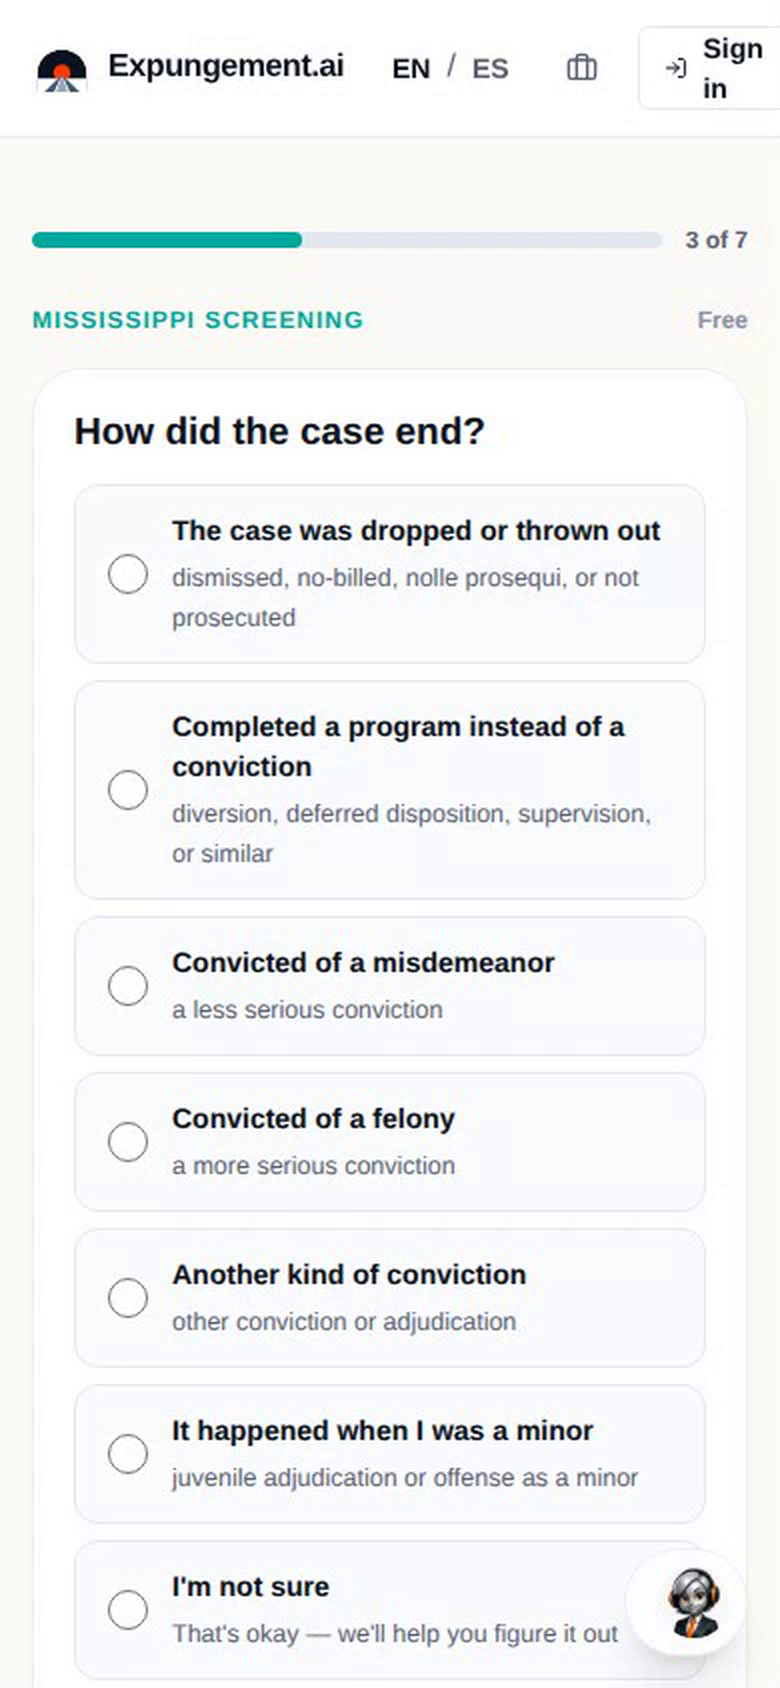 Expungement.ai EN / ES Sign in
3 of 7
MISSISSIPPI SCREENING Free
How did the case end?
The case was dropped or thrown out
dismissed, no-billed, nolle prosequi, or not
prosecuted
Completed a program instead of a
conviction
diversion, deferred disposition, supervision,
or similar
Convicted of a misdemeanor
a less serious conviction
Convicted of a felony
a more serious conviction
Another kind of conviction
other conviction or adjudication
It happened when I was a minor
juvenile adjudication or offense as a minor
I'm not sure
That's okay — we'll help you figure it out